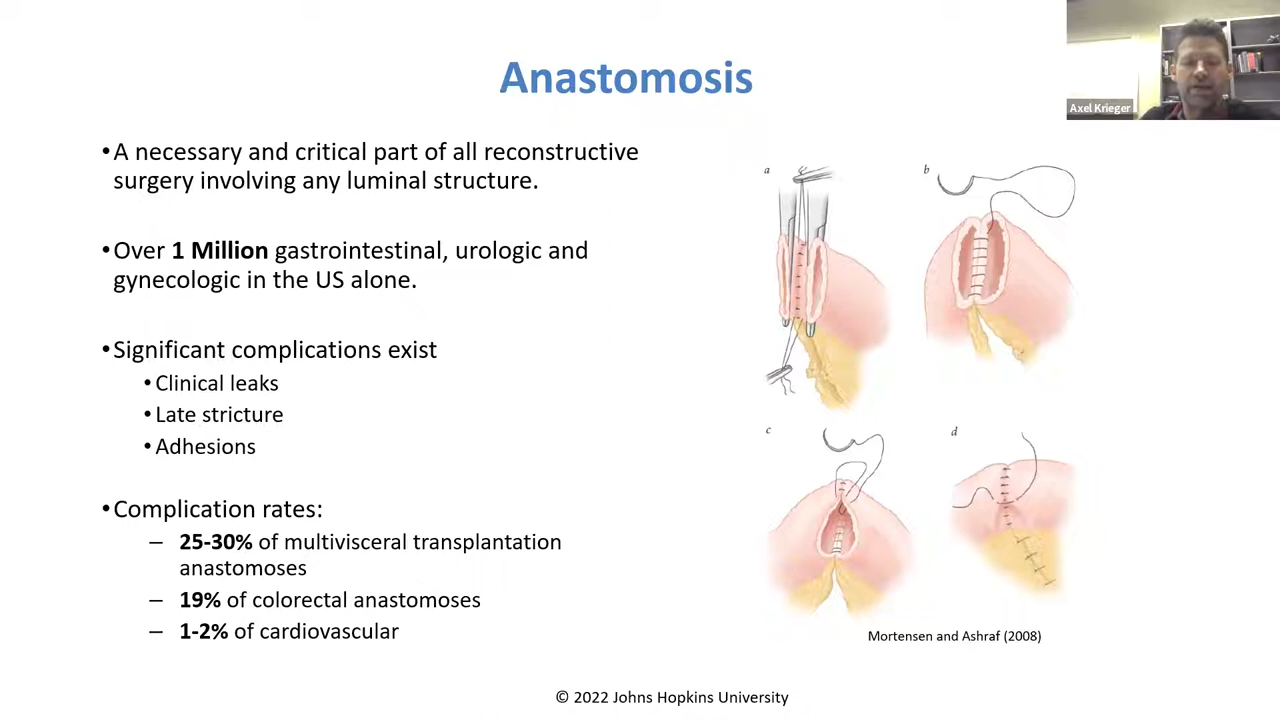 Anastomosis
Axel Krieger
•A necessary and critical part of all reconstructive
surgery involving any luminal structure.
•Over 1 Million gastrointestinal, urologic and
gynecologic in the US alone.
•Significant complications exist
•Clinical leaks
•Late stricture
•Adhesions
•Complication rates:
– 25-30% of multivisceral transplantation
anastomoses
– 19% of colorectal anastomoses
– 1-2% of cardiovascular
a
b
c
d
Mortensen and Ashraf (2008)
© 2022 Johns Hopkins University